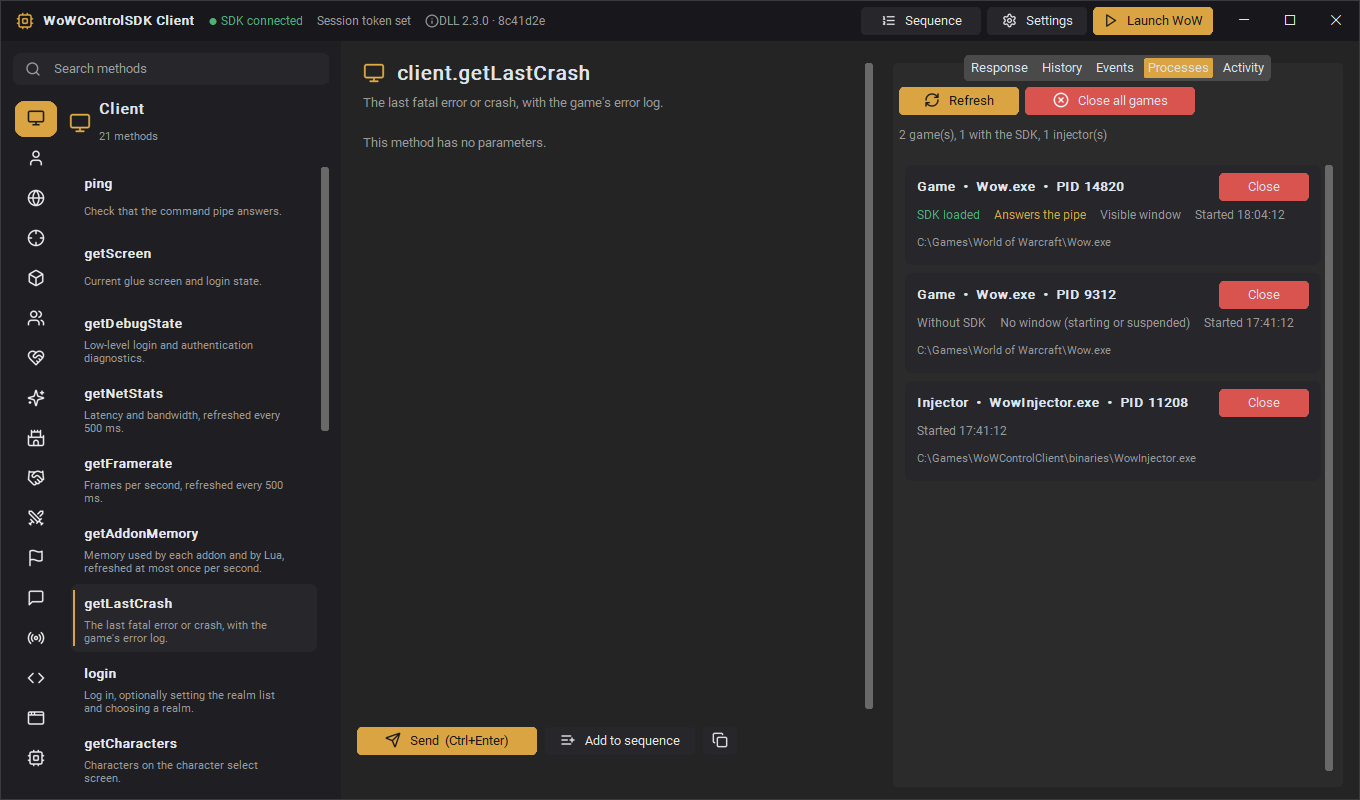 WoWControlSDK Client
SDK connected
Session token set
DLL 2.3.0 · 8c41d2e
Sequence
Settings
Launch WoW
Search methods
Client
21 methods
ping
Check that the command pipe answers.
getScreen
Current glue screen and login state.
getDebugState
Low-level login and authentication
diagnostics.
getNetStats
Latency and bandwidth, refreshed every
500 ms.
getFramerate
Frames per second, refreshed every 500
ms.
getAddonMemory
Memory used by each addon and by Lua,
refreshed at most once per second.
getLastCrash
The last fatal error or crash, with the
game's error log.
login
Log in, optionally setting the realm list
and choosing a realm.
getCharacters
Characters on the character select
screen.
client.getLastCrash
The last fatal error or crash, with the game's error log.
This method has no parameters.
Send (Ctrl+Enter)
Add to sequence
Response
History
Events
Processes
Activity
Refresh
Close all games
2 game(s), 1 with the SDK, 1 injector(s)
Game • Wow.exe • PID 14820
Close
SDK loaded
Answers the pipe
Visible window
Started 18:04:12
C:\Games\World of Warcraft\Wow.exe
Game • Wow.exe • PID 9312
Close
Without SDK
No window (starting or suspended)
Started 17:41:12
C:\Games\World of Warcraft\Wow.exe
Injector • WowInjector.exe • PID 11208
Close
Started 17:41:12
C:\Games\WoWControlClient\binaries\WowInjector.exe